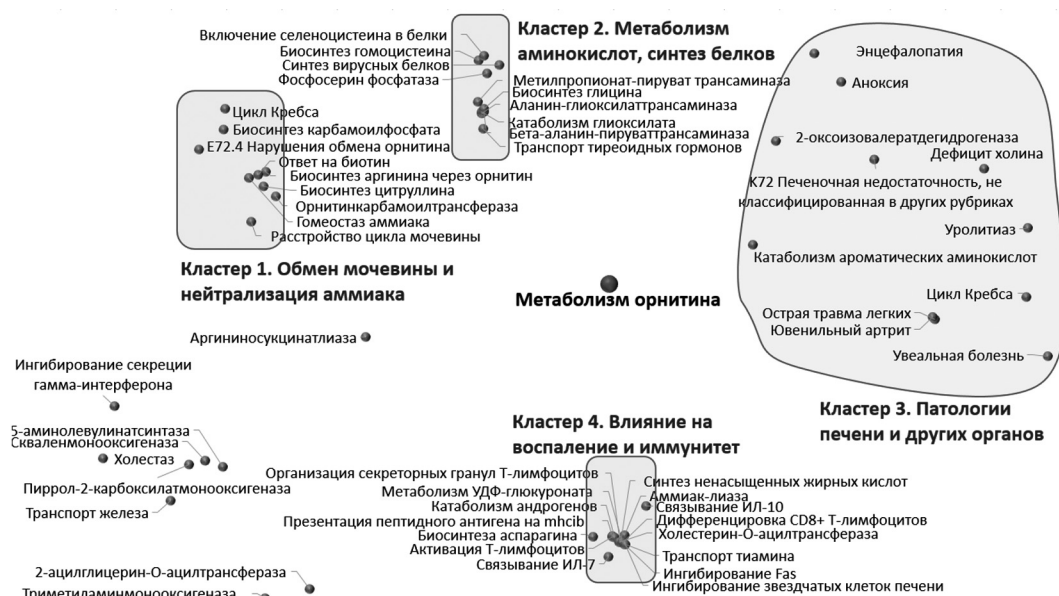 Включение селеноцистеина в белки
Биосинтез гомоцистеина
Синтез вирусных белков
Фосфосерин фосфатаза
Кластер 2. Метаболизм
аминокислот, синтез белков
Метилпропионат-пируват трансаминаза
Биосинтез глицина
Аланин-глиоксилаттрансаминаза
Катаболизм глиоксилата
Бета-аланин-пируваттрансаминаза
Транспорт тиреоидных гормонов
Цикл Кребса
Биосинтез карбамоилфосфата
E72.4 Нарушения обмена орнитина
Ответ на биотин
Биосинтез аргинина через орнитин
Биосинтез цитруллина
Орнитинкарбамоилтрансфераза
Гомеостаз аммиака
Расстройство цикла мочевины
Кластер 1. Обмен мочевины и
нейтрализация аммиака
Энцефалопатия
Аноксия
2-оксоизовалератдегидрогеназа
Дефицит холина
K72 Печеночная недостаточность, не
классифицированная в других рубриках
Уролитиаз
Катаболизм ароматических аминокислот
Цикл Кребса
Острая травма легких
Ювенильный артрит
Увеальная болезнь
Кластер 3. Патологии
печени и других органов
Метаболизм орнитина
Аргининосукцинатлиаза
Ингибирование секреции
гамма-интерферона
5-аминолевулинатсинтаза
Скваленмонооксигеназа
Холестаз
Пиррол-2-карбоксилатмонооксигеназа
Транспорт железа
2-ацилглицерин-О-ацилтрансфераза
Триметиламинмонооксигеназа
Кластер 4. Влияние на
воспаление и иммунитет
Организация секреторных гранул Т-лимфоцитов
Метаболизм УДФ-глюкуроната
Катаболизм андрогенов
Презентация пептидного антигена на mhcib
Биосинтеза аспарагина
Активация Т-лимфоцитов
Связывание ИЛ-7
Синтез ненасыщенных жирных кислот
Аммиак-лиаза
Связывание ИЛ-10
Дифференцировка CD8+ Т-лимфоцитов
Холестерин-О-ацилтрансфераза
Транспорт тиамина
Ингибирование Fas
Ингибирование звездчатых клеток печени